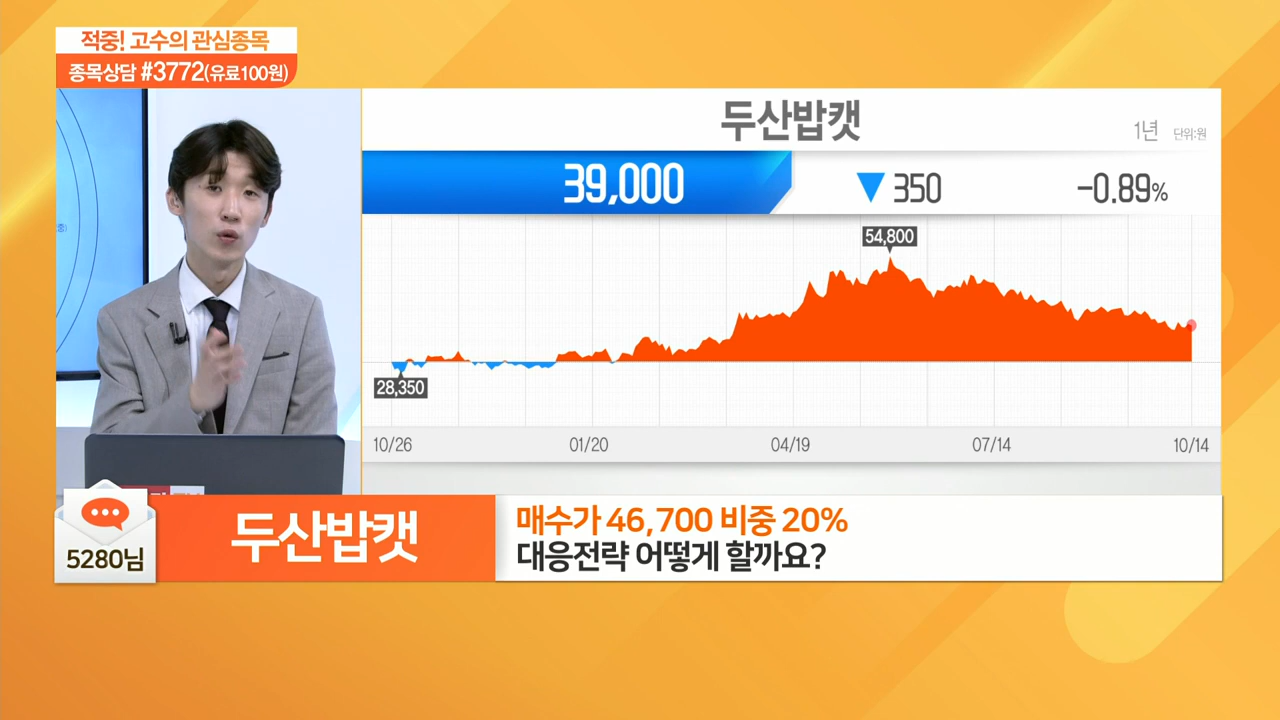 적중! 고수의 관심종목
종목상담 #3772(유료100원)
두산밥캣
1년 단위:원
39,000 ▼350 -0.89%
54,800
28,350
10/26 01/20 04/19 07/14 10/14
5280님
두산밥캣
매수가 46,700 비중 20%
대응전략 어떻게 할까요?